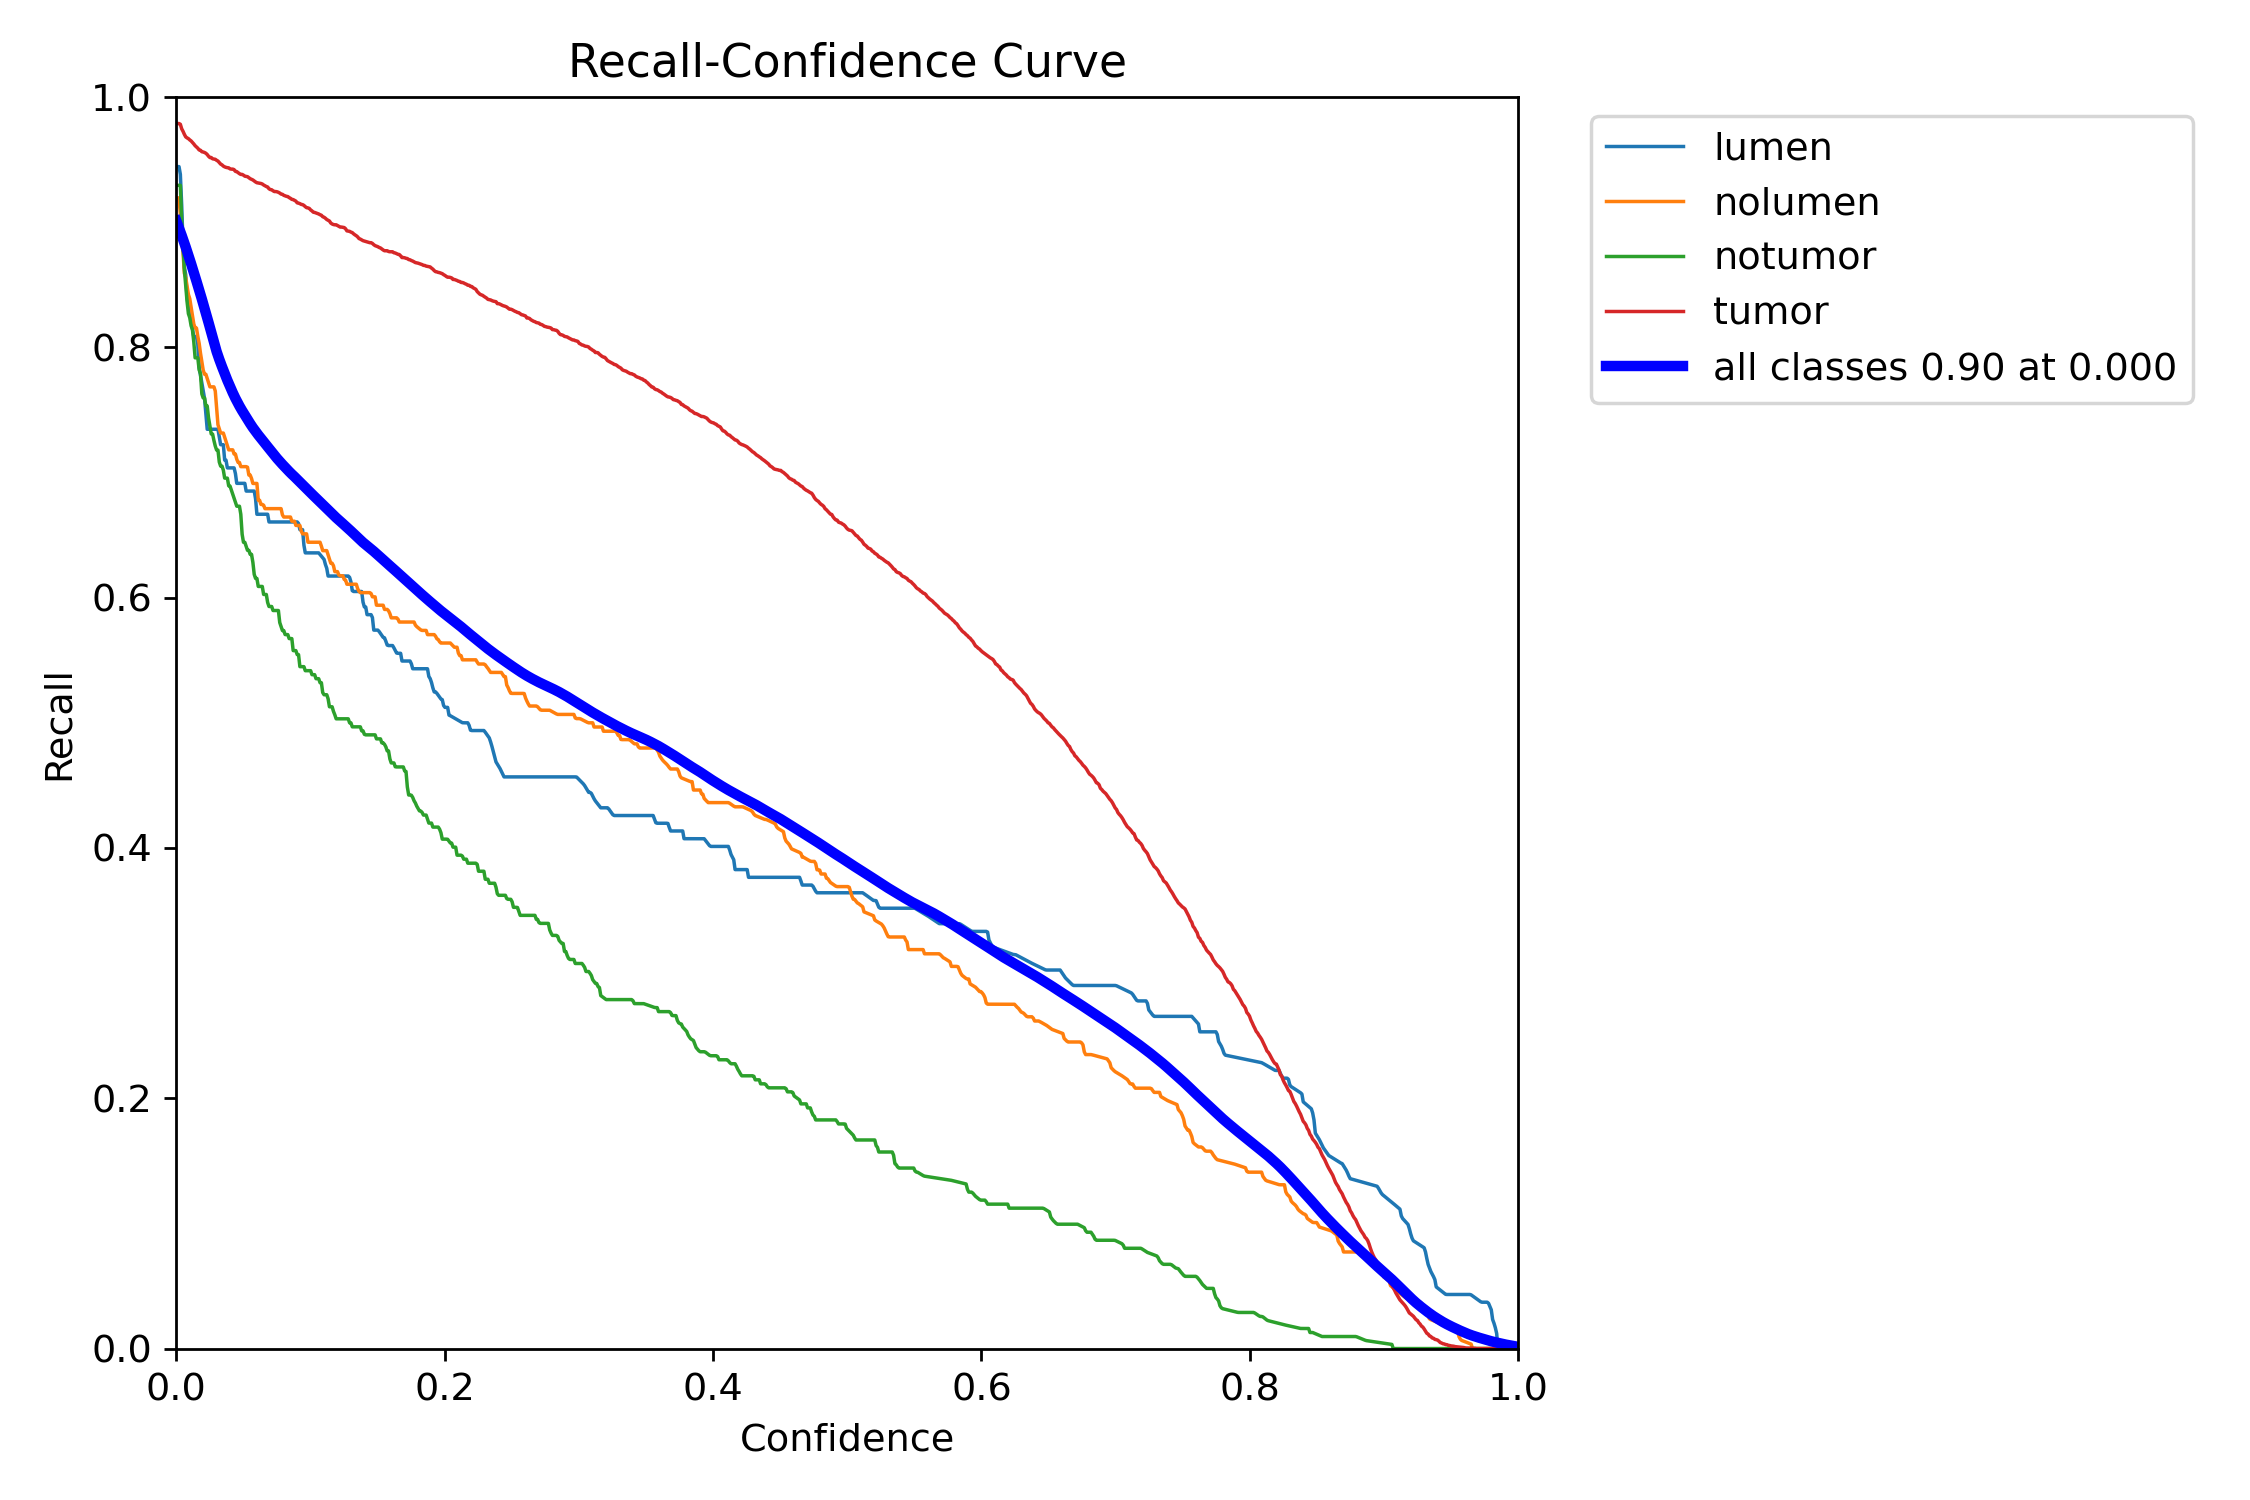 Recall-Confidence Curve
1.0
0.8
0.6
0.4
0.2
0.0
Recall
0.0 0.2 0.4 0.6 0.8 1.0
Confidence
lumen
nolumen
notumor
tumor
all classes 0.90 at 0.000